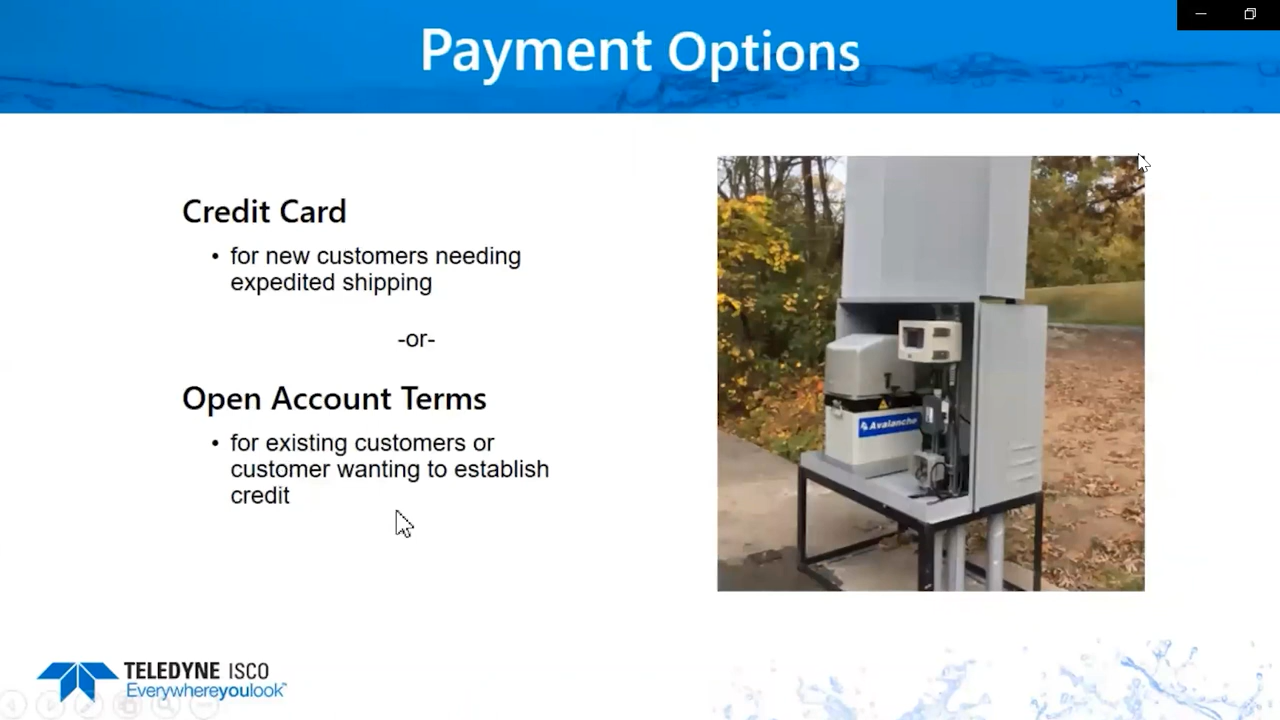 Payment Options
Credit Card
• for new customers needing
expedited shipping
-or-
Open Account Terms
• for existing customers or
customer wanting to establish
credit
Avalanche
TELEDYNE ISCO
Everywhereyoulook™